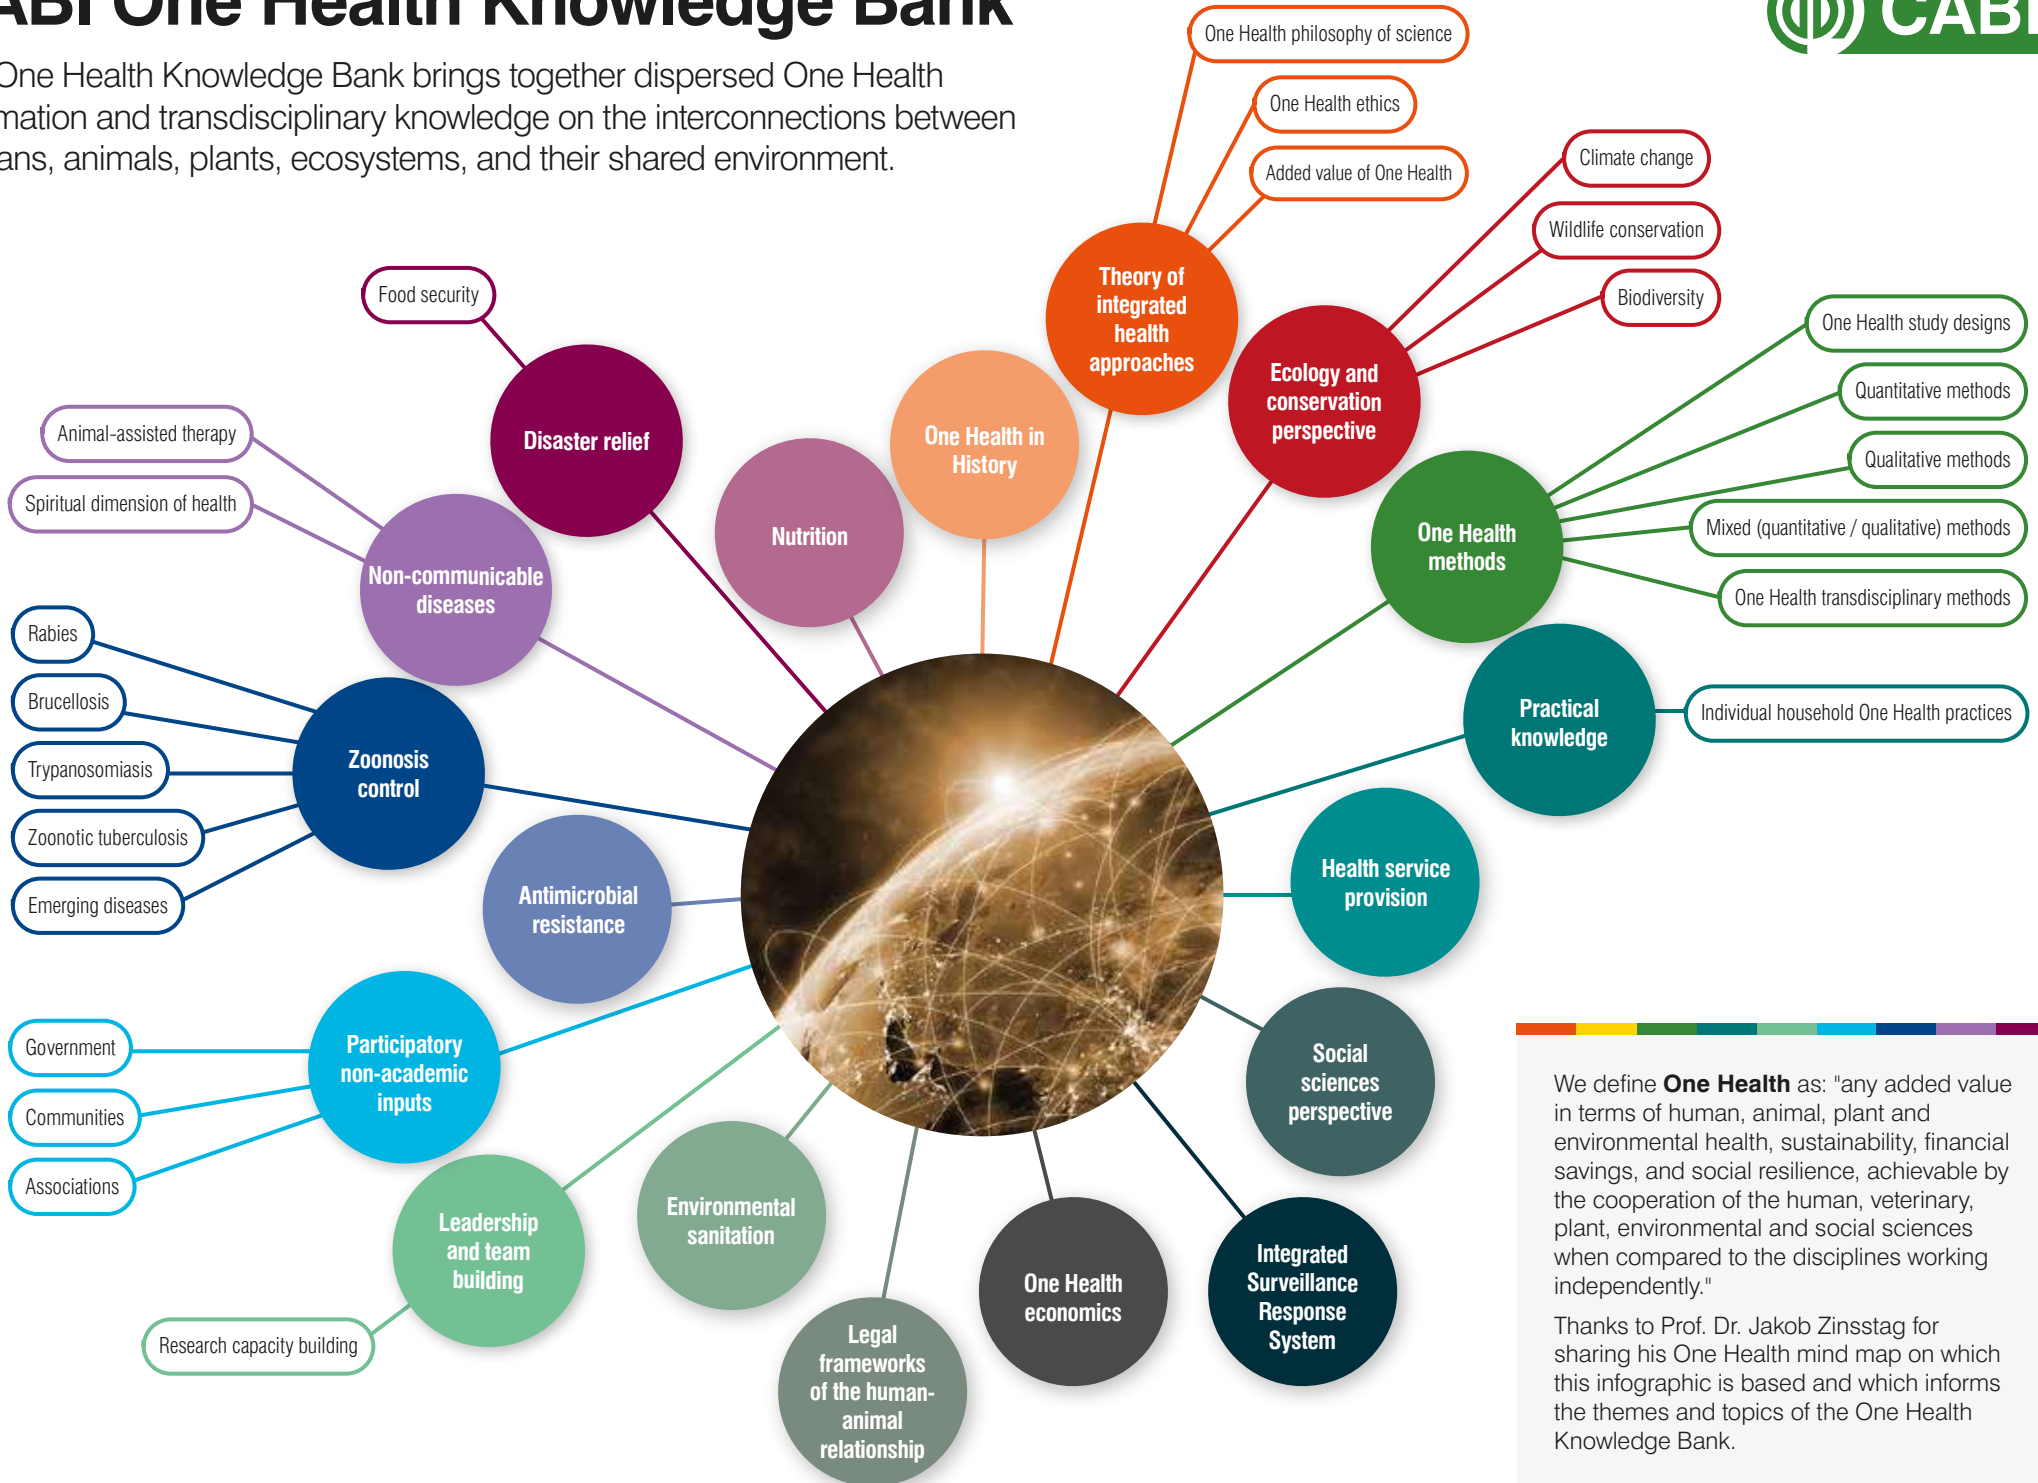 ABI One Health Knowledge Bank
CABI
One Health Knowledge Bank brings together dispersed One Health
mation and transdisciplinary knowledge on the interconnections between
ans, animals, plants, ecosystems, and their shared environment.
One Health philosophy of science
One Health ethics
Added value of One Health
Theory of
integrated
health
approaches
Climate change
Wildlife conservation
Biodiversity
Ecology and
conservation
perspective
One Health study designs
Quantitative methods
Qualitative methods
Mixed (quantitative / qualitative) methods
One Health transdisciplinary methods
One Health
methods
Practical
knowledge
Individual household One Health practices
Health service
provision
Social
sciences
perspective
Integrated
Surveillance
Response
System
One Health
economics
Legal
frameworks
of the human-
animal
relationship
Environmental
sanitation
Leadership
and team
building
Research capacity building
Participatory
non-academic
inputs
Government
Communities
Associations
Antimicrobial
resistance
Zoonosis
control
Rabies
Brucellosis
Trypanosomiasis
Zoonotic tuberculosis
Emerging diseases
Non-communicable
diseases
Animal-assisted therapy
Spiritual dimension of health
Disaster relief
Food security
Nutrition
One Health in
History
We define One Health as: "any added value
in terms of human, animal, plant and
environmental health, sustainability, financial
savings, and social resilience, achievable by
the cooperation of the human, veterinary,
plant, environmental and social sciences
when compared to the disciplines working
independently."
Thanks to Prof. Dr. Jakob Zinsstag for
sharing his One Health mind map on which
this infographic is based and which informs
the themes and topics of the One Health
Knowledge Bank.